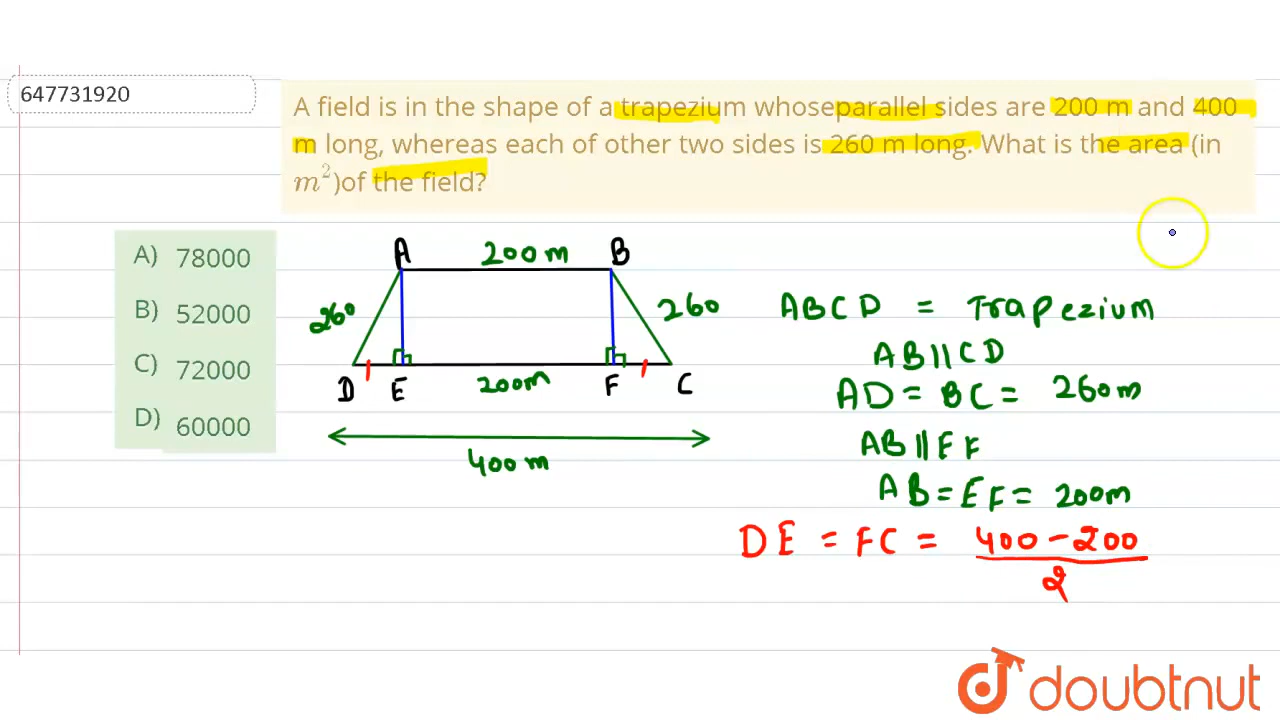 647731920
A field is in the shape of a trapezium whoseparallel sides are 200 m and 400
m long, whereas each of other two sides is 260 m long. What is the area (in
m²)of the field?
A) 78000
B) 52000
C) 72000
D) 60000
A 200m B
260 260
D E 200m F C
400 m
ABCD = Trapezium
AB || CD
AD = BC = 260m
AB || EF
AB = EF = 200m
DE = FC = 400 - 200
2
doubtnut